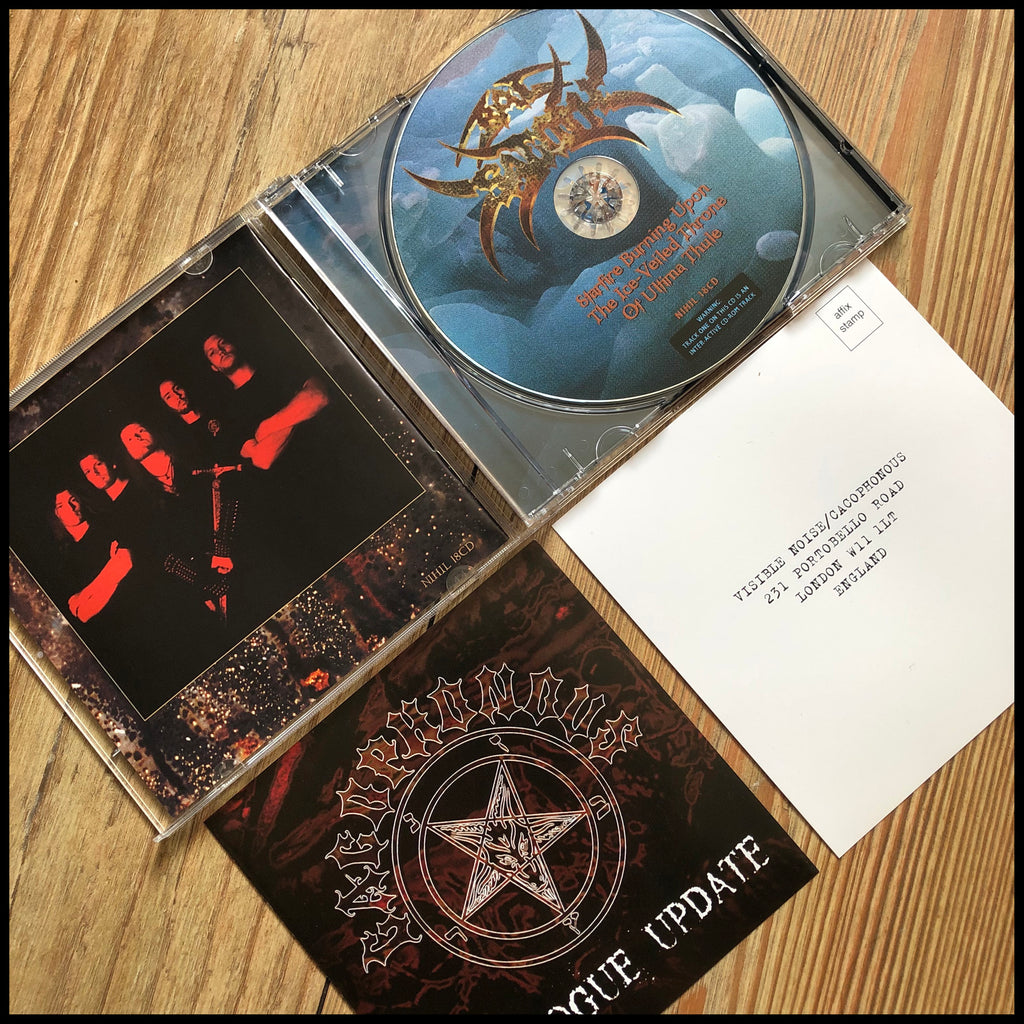 BAL
SAGOTH
Starfire Burning Upon
The Ice-Veiled Throne
Of Ultima Thule
NIHIL 18CD
WARNING:
TRACK ONE ON THIS CD IS AN
INTER-ACTIVE CD-ROM TRACK
affix
stamp
VISIBLE NOISE/CACOPHONOUS
231 PORTOBELLO ROAD
LONDON W11 1LT
ENGLAND
NIHIL 18CD
CACOPHONOUS
OGUE UPDATE